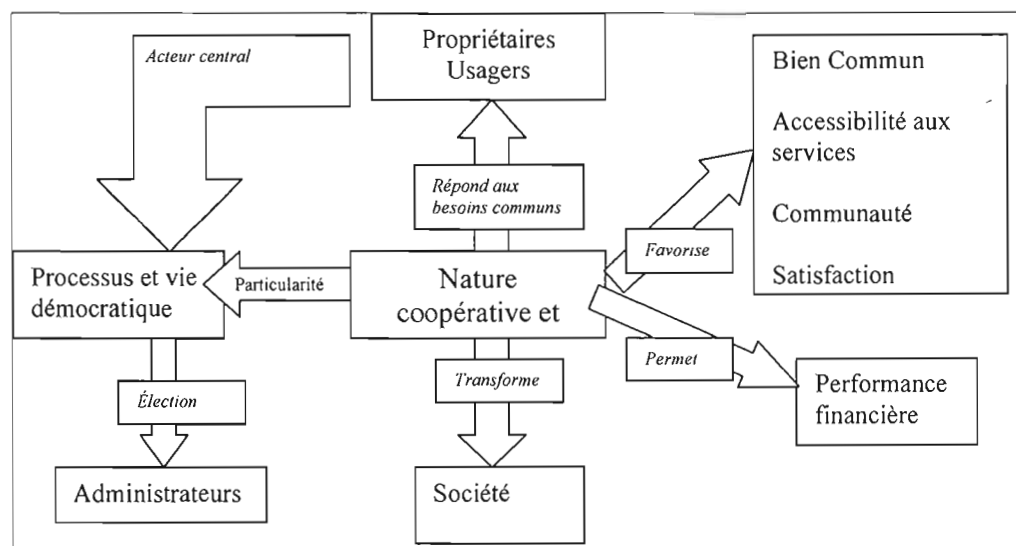 Acteur central
Propriétaires
Usagers
Bien Commun
Accessibilité aux
services
Communauté
Satisfaction
Répond aux
besoins communs
Favorise
Processus et vie
démocratique
Particularité
Nature
coopérative et
Permet
Transforme
Élection
Performance
financière
Administrateurs
Société